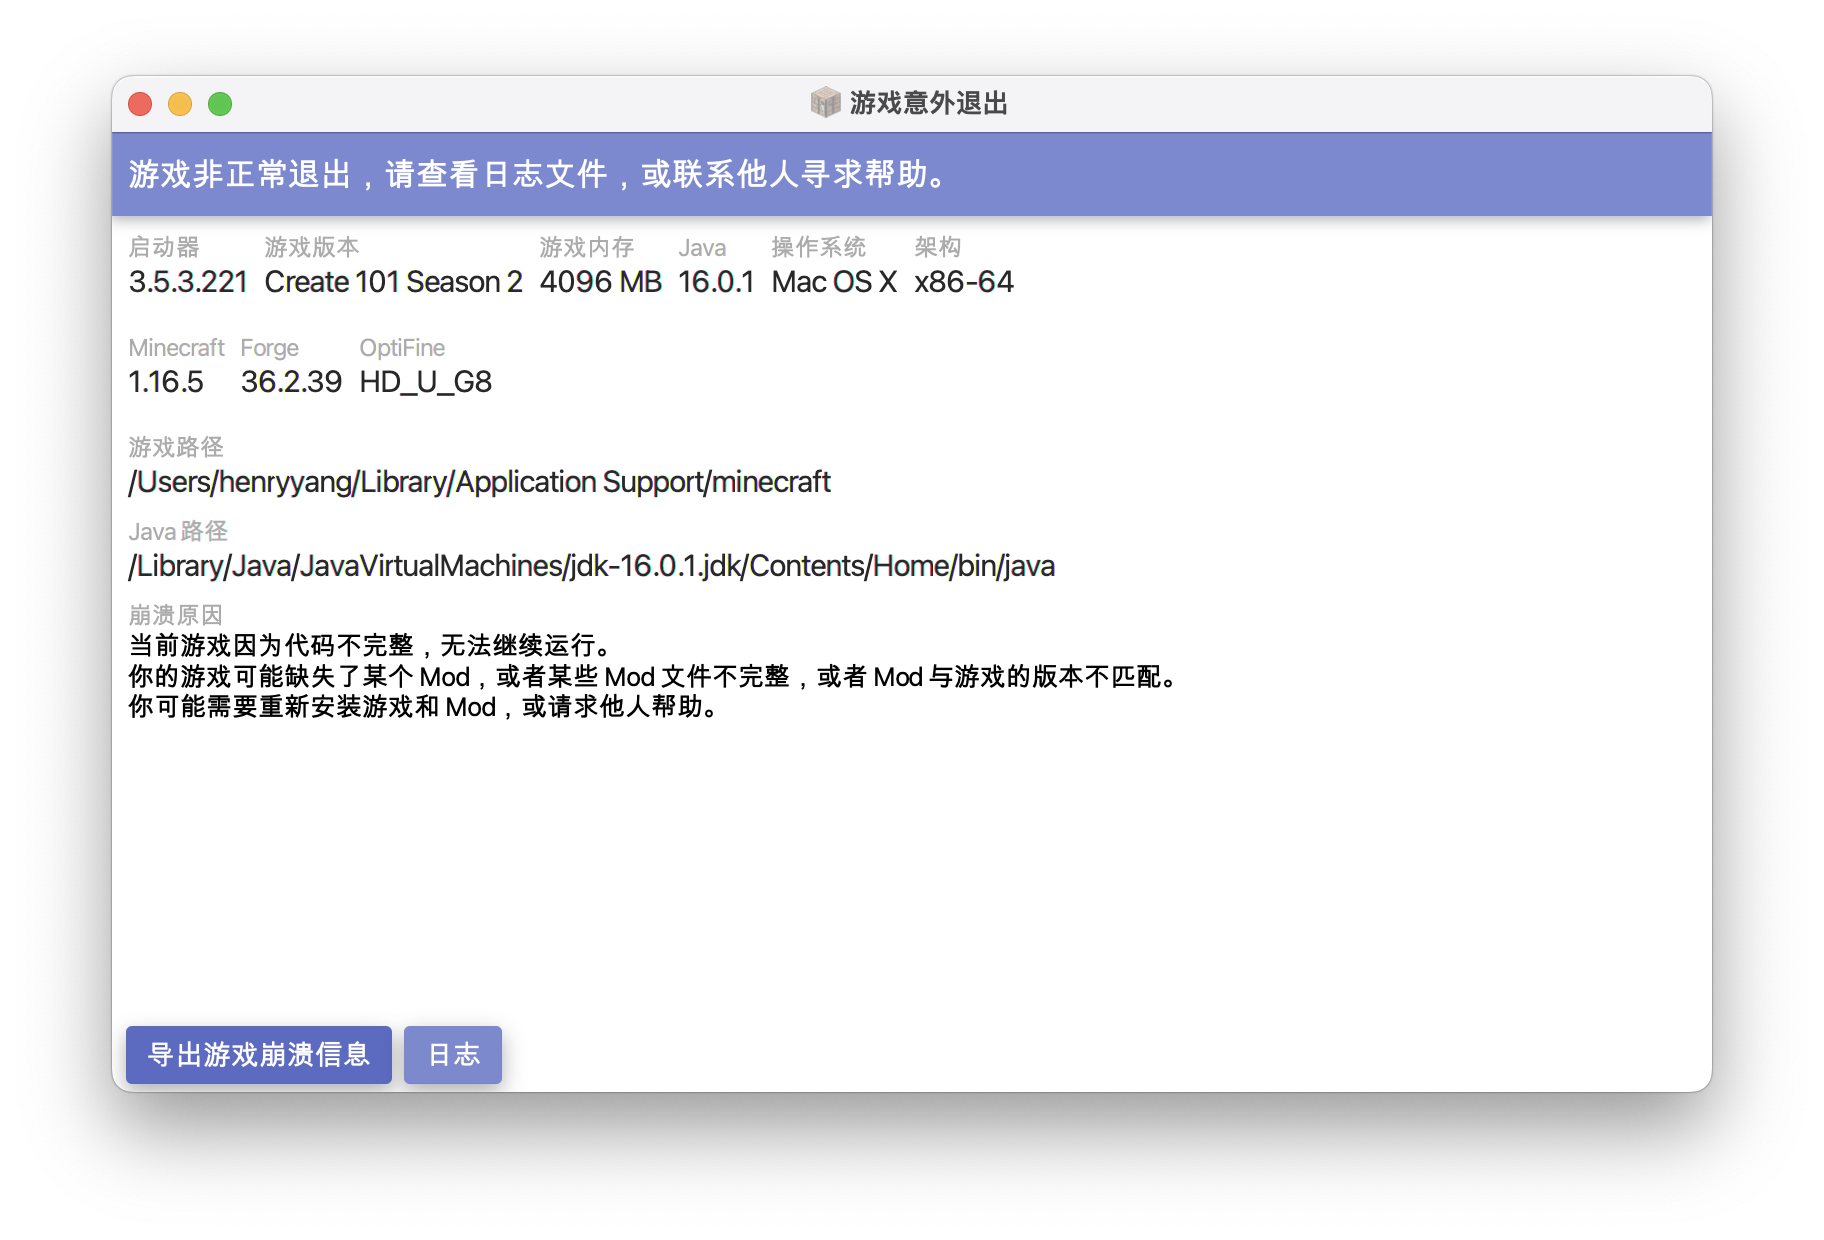 游戏意外退出
游戏非正常退出，请查看日志文件，或联系他人寻求帮助。
启动器 游戏版本 游戏内存 Java 操作系统 架构
3.5.3.221 Create 101 Season 2 4096 MB 16.0.1 Mac OS X x86-64
Minecraft Forge OptiFine
1.16.5 36.2.39 HD_U_G8
游戏路径
/Users/henryyang/Library/Application Support/minecraft
Java 路径
/Library/Java/JavaVirtualMachines/jdk-16.0.1.jdk/Contents/Home/bin/java
崩溃原因
当前游戏因为代码不完整，无法继续运行。
你的游戏可能缺失了某个 Mod，或者某些 Mod 文件不完整，或者 Mod 与游戏的版本不匹配。
你可能需要重新安装游戏和 Mod，或请求他人帮助。
导出游戏崩溃信息 日志